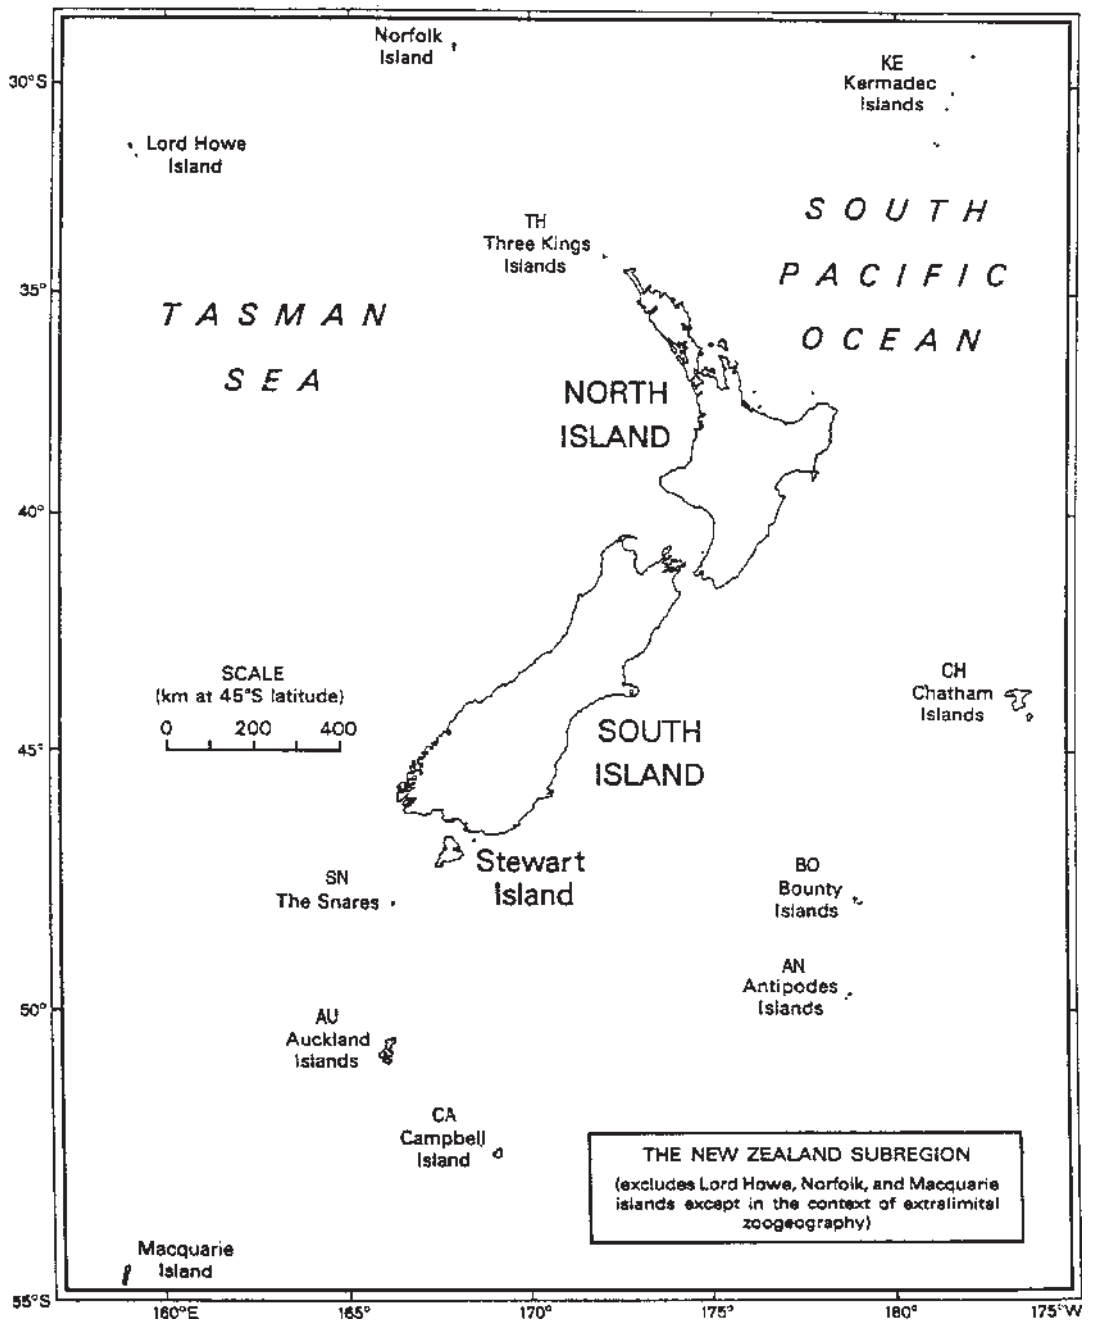 Norfolk
Island
KE
Kermadec
Islands
30°S
Lord Howe
Island
SOUTH
PACIFIC
OCEAN
TH
Three Kings
Islands
35°
TASMAN
SEA
NORTH
ISLAND
40°
SCALE
(km at 45°S latitude)
0 200 400
CH
Chatham
Islands
45°
SOUTH
ISLAND
Stewart
Island
SN
The Snares
BO
Bounty
Islands
AN
Antipodes
Islands
50°
AU
Auckland
Islands
CA
Campbell
Island
THE NEW ZEALAND SUBREGION
(excludes Lord Howe, Norfolk, and Macquarie
islands except in the context of extralimital
zoogeography)
Macquarie
Island
55°S
160°E 165° 170° 175° 180° 175°W